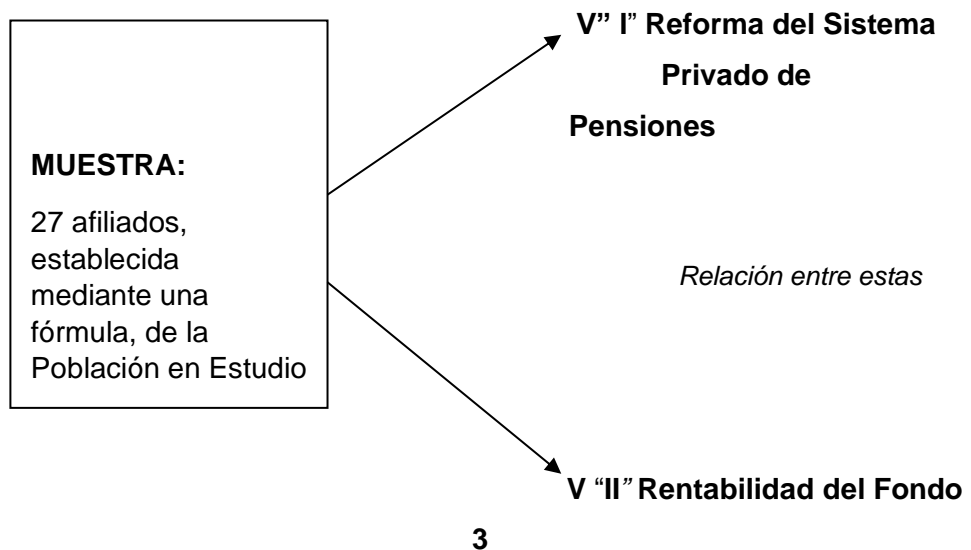 V” I” Reforma del Sistema
Privado de
Pensiones
MUESTRA:
27 afiliados,
establecida
mediante una
fórmula, de la
Población en Estudio
Relación entre estas
V “II” Rentabilidad del Fondo
3